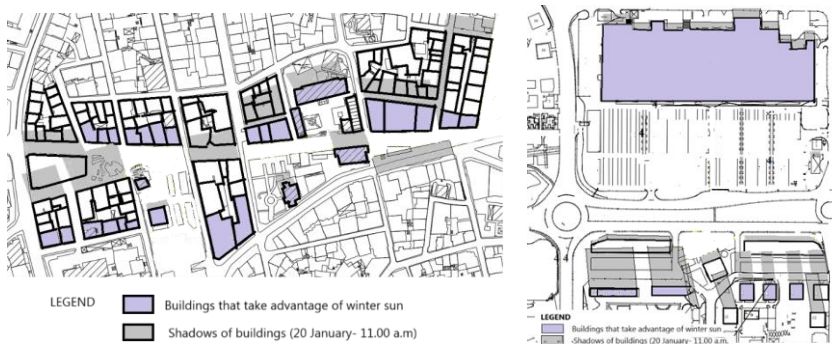 LEGEND
Buildings that take advantage of winter sun
Shadows of buildings (20 January- 11.00 a.m)
LEGEND
Buildings that take advantage of winter sun
Shadows of buildings (20 January- 11.00 a.m.